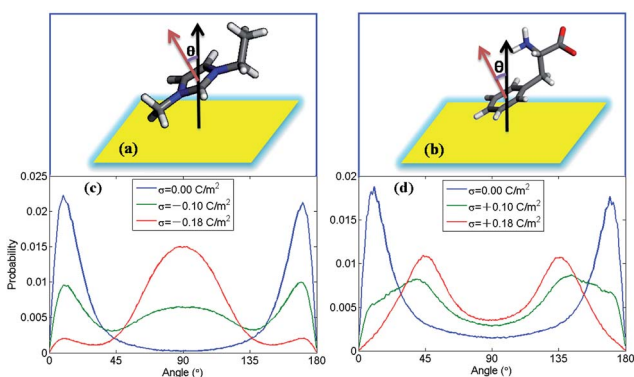 θ
(a)
θ
(b)
(c)
σ=0.00 C/m²
σ=−0.10 C/m²
σ=−0.18 C/m²
0.025
0.02
0.015
0.01
0.005
0
Probability
0 45 90 135 180
Angle (°)
(d)
σ=0.00 C/m²
σ=+0.10 C/m²
σ=+0.18 C/m²
0.02
0.015
0.01
0.005
0
0 45 90 135 180
Angle (°)